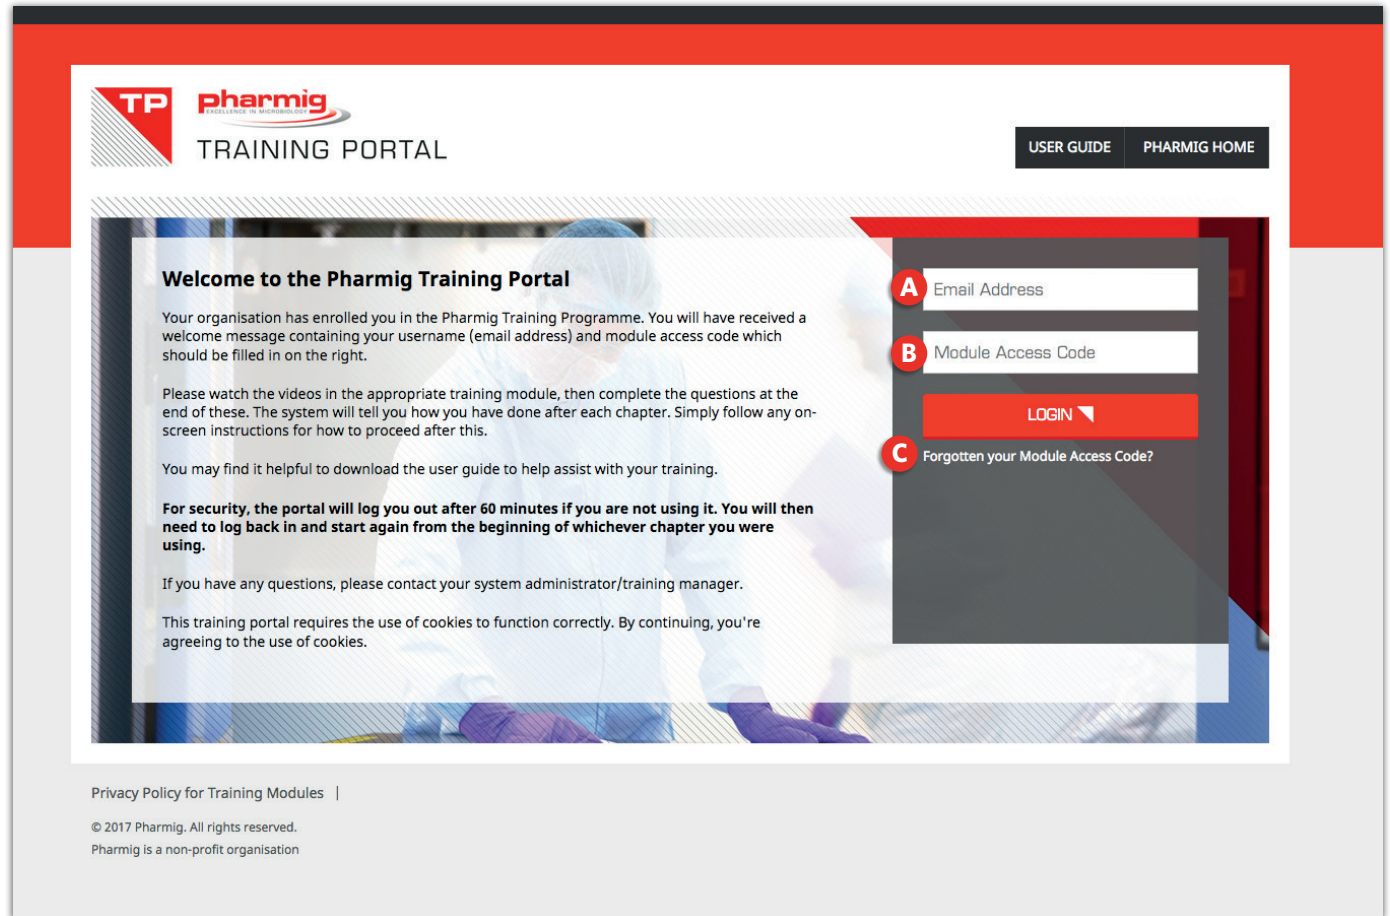 TP
pharmig
EXCELLENCE IN MICROBIOLOGY
TRAINING PORTAL
USER GUIDE
PHARMIG HOME
Welcome to the Pharmig Training Portal
Your organisation has enrolled you in the Pharmig Training Programme. You will have received a
welcome message containing your username (email address) and module access code which
should be filled in on the right.
Please watch the videos in the appropriate training module, then complete the questions at the
end of these. The system will tell you how you have done after each chapter. Simply follow any on-
screen instructions for how to proceed after this.
You may find it helpful to download the user guide to help assist with your training.
For security, the portal will log you out after 60 minutes if you are not using it. You will then
need to log back in and start again from the beginning of whichever chapter you were
using.
If you have any questions, please contact your system administrator/training manager.
This training portal requires the use of cookies to function correctly. By continuing, you're
agreeing to the use of cookies.
A Email Address
B Module Access Code
LOGIN
C Forgotten your Module Access Code?
Privacy Policy for Training Modules |
© 2017 Pharmig. All rights reserved.
Pharmig is a non-profit organisation